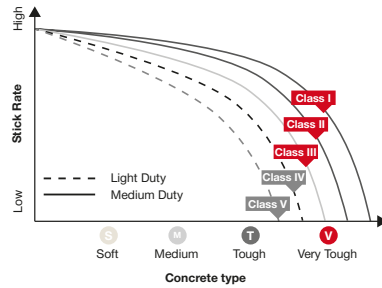 High
Stick Rate
Low
Class I
Class II
Class III
Class IV
Class V
Light Duty
Medium Duty
S M T V
Soft Medium Tough Very Tough
Concrete type